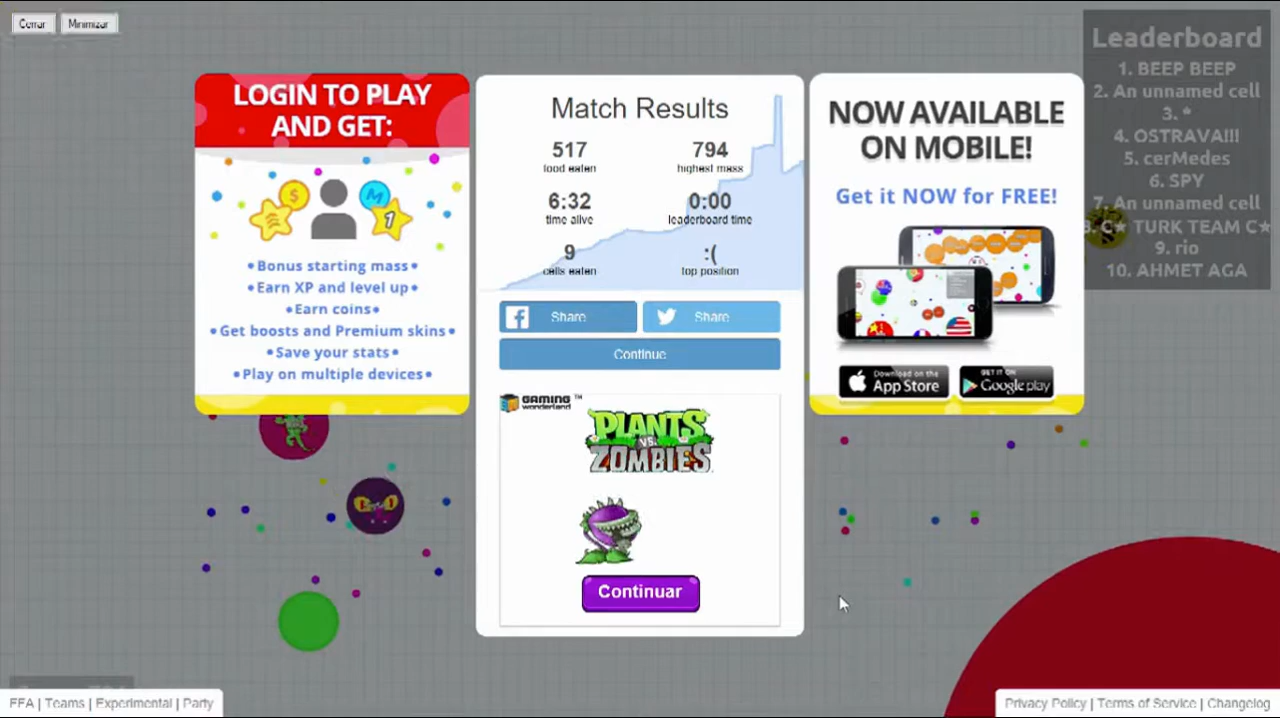 Cerrar
Minimizar
LOGIN TO PLAY
AND GET:
•Bonus starting mass•
•Earn XP and level up•
•Earn coins•
•Get boosts and Premium skins•
•Save your stats•
•Play on multiple devices•
Match Results
517
food eaten
794
highest mass
6:32
time alive
0:00
leaderboard time
9
cells eaten
:(
top position
Share
Share
Continue
GAMING wonderland™
PLANTS
VS.
ZOMBIES
Continuar
NOW AVAILABLE
ON MOBILE!
Get it NOW for FREE!
Download on the
App Store
GET IT ON
Google play
Leaderboard
1. BEEP BEEP
2. An unnamed cell
3. *
4. OSTRAVA!!!
5. cerMedes
6. SPY
7. An unnamed cell
8. C★ TURK TEAM C★
9. rio
10. AHMET AGA
FFA | Teams | Experimental | Party
Privacy Policy | Terms of Service | Changelog